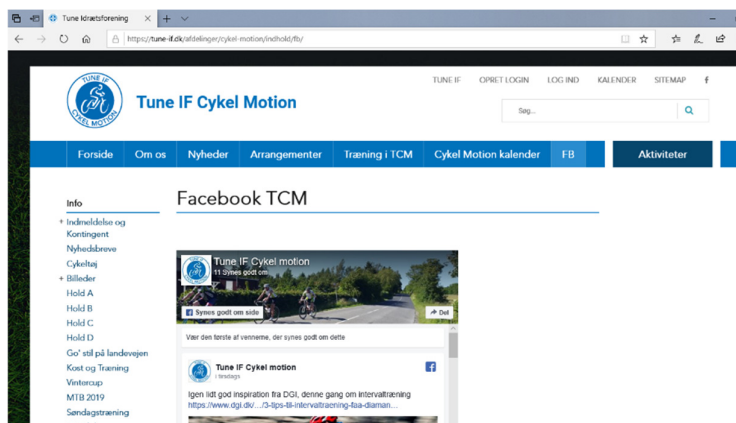 Tune Idrætsforening
https://tune-if.dk/afdelinger/cykel-motion/indhold/fb/
TUNE IF
CYKEL MOTION
Tune IF Cykel Motion
TUNE IF OPRET LOGIN LOG IND KALENDER SITEMAP f
Søg...
Forside Om os Nyheder Arrangementer Træning i TCM Cykel Motion kalender FB Aktiviteter
Info
+ Indmeldelse og
Kontingent
Nyhedsbreve
Cykeltøj
+ Billeder
Hold A
Hold B
Hold C
Hold D
Go' stil på landevejen
Kost og Træning
Vintercup
MTB 2019
Søndagstræning
Facebook TCM
Tune IF Cykel motion
11 Synes godt om
Synes godt om side
Del
Vær den første af vennerne, der synes godt om dette
Tune IF Cykel motion
i tirsdags
Igen lidt god inspiration fra DGI, denne gang om intervaltræning
https://www.dgi.dk/.../3-tips-til-intervaltraening-faa-diaman...